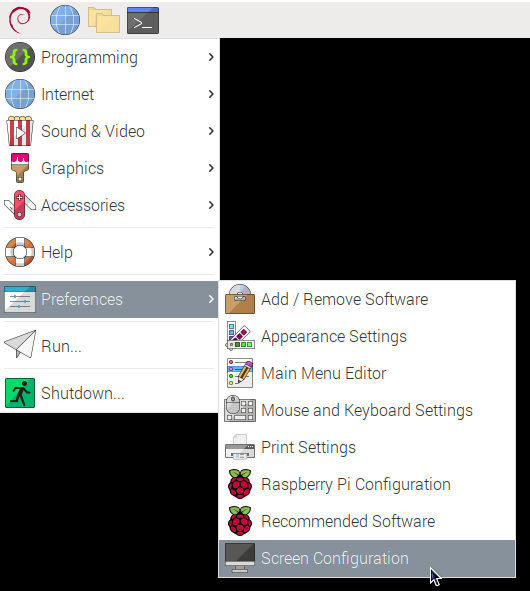 Programming
Internet
Sound & Video
Graphics
Accessories
Help
Preferences
Run...
Shutdown...
Add / Remove Software
Appearance Settings
Main Menu Editor
Mouse and Keyboard Settings
Print Settings
Raspberry Pi Configuration
Recommended Software
Screen Configuration